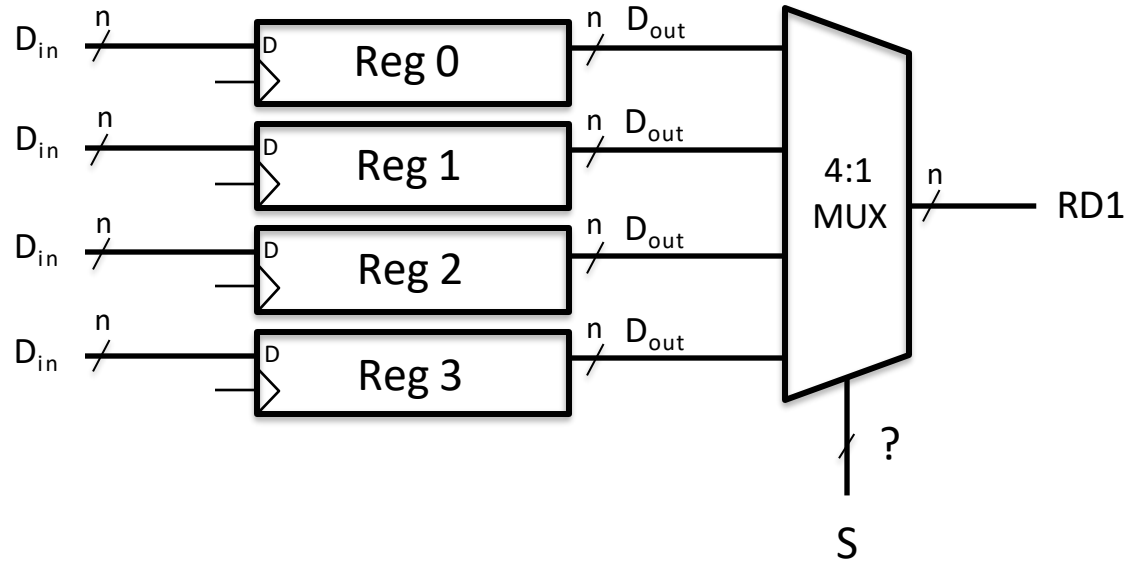 D_in n D Reg 0 n D_out
D_in n D Reg 1 n D_out
D_in n D Reg 2 n D_out
D_in n D Reg 3 n D_out
4:1
MUX
n
RD1
?
S